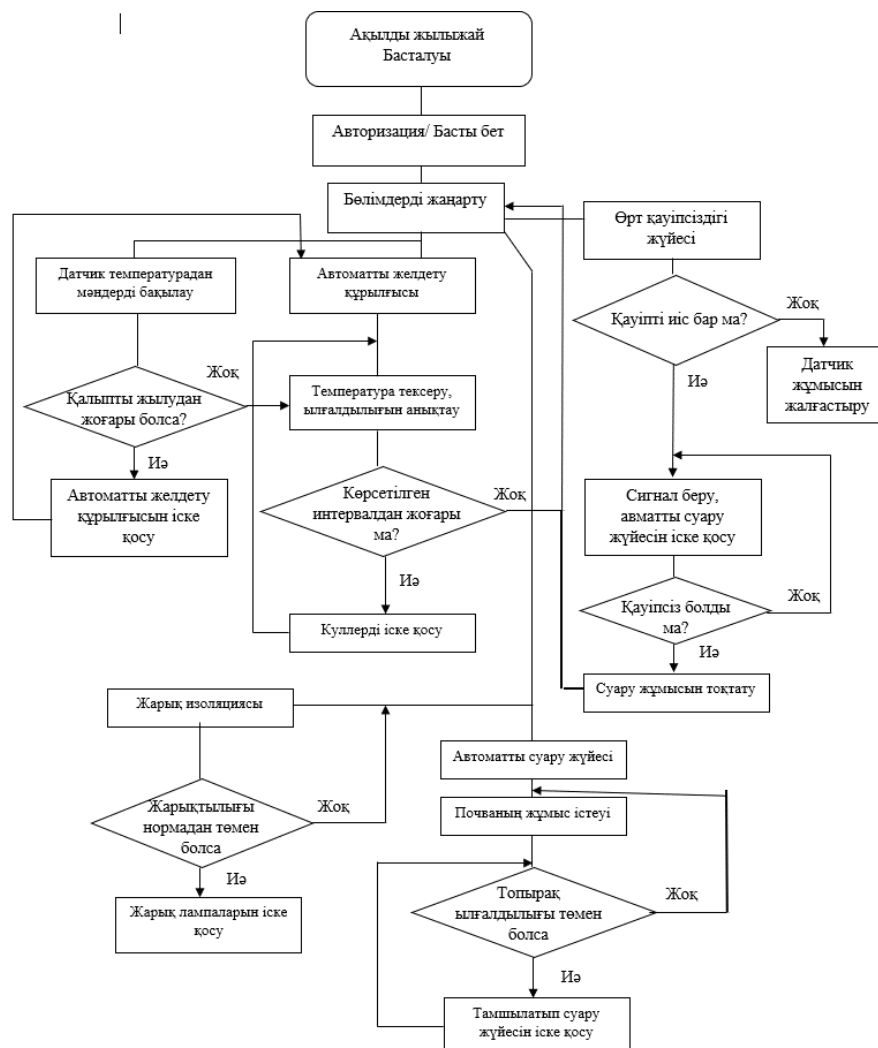 Ақылды жылыжай
Басталуы
Авторизация/ Басты бет
Бөлімдерді жаңарту
Өрт қауіпсіздігі
жүйесі
Датчик температурадан
мәндерді бақылау
Автоматты желдету
құрылғысы
Қауіпті иіс бар ма?
Жоқ
Датчик
жұмысын
жалғастыру
Иә
Жоқ
Қалыпты жылудан
жоғары болса?
Температура тексеру,
ылғалдылығын анықтау
Иә
Автоматты желдету
құрылғысын іске
қосу
Көрсетілген
интервалдан жоғары
ма?
Жоқ
Сигнал беру,
авматты суару
жүйесін іске қосу
Иә
Куллерді іске қосу
Қауіпсіз болды
ма?
Жоқ
Иә
Суару жұмысын тоқтату
Жарық изоляциясы
Автоматты суару жүйесі
Жарықтылығы
нормадан төмен
болса
Жоқ
Почваның жұмыс істеуі
Иә
Жарық лампаларын іске
қосу
Топырақ
ылғалдылығы төмен
болса
Жоқ
Иә
Тамшылатып суару
жүйесін іске қосу